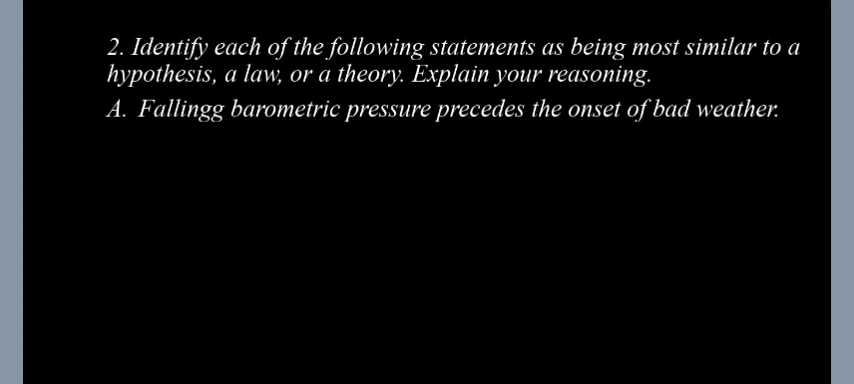 2. Identify each of the following statements as being most similar to a
hypothesis, a law, or a theory. Explain your reasoning.
A. Fallingg barometric pressure precedes the onset of bad weather.